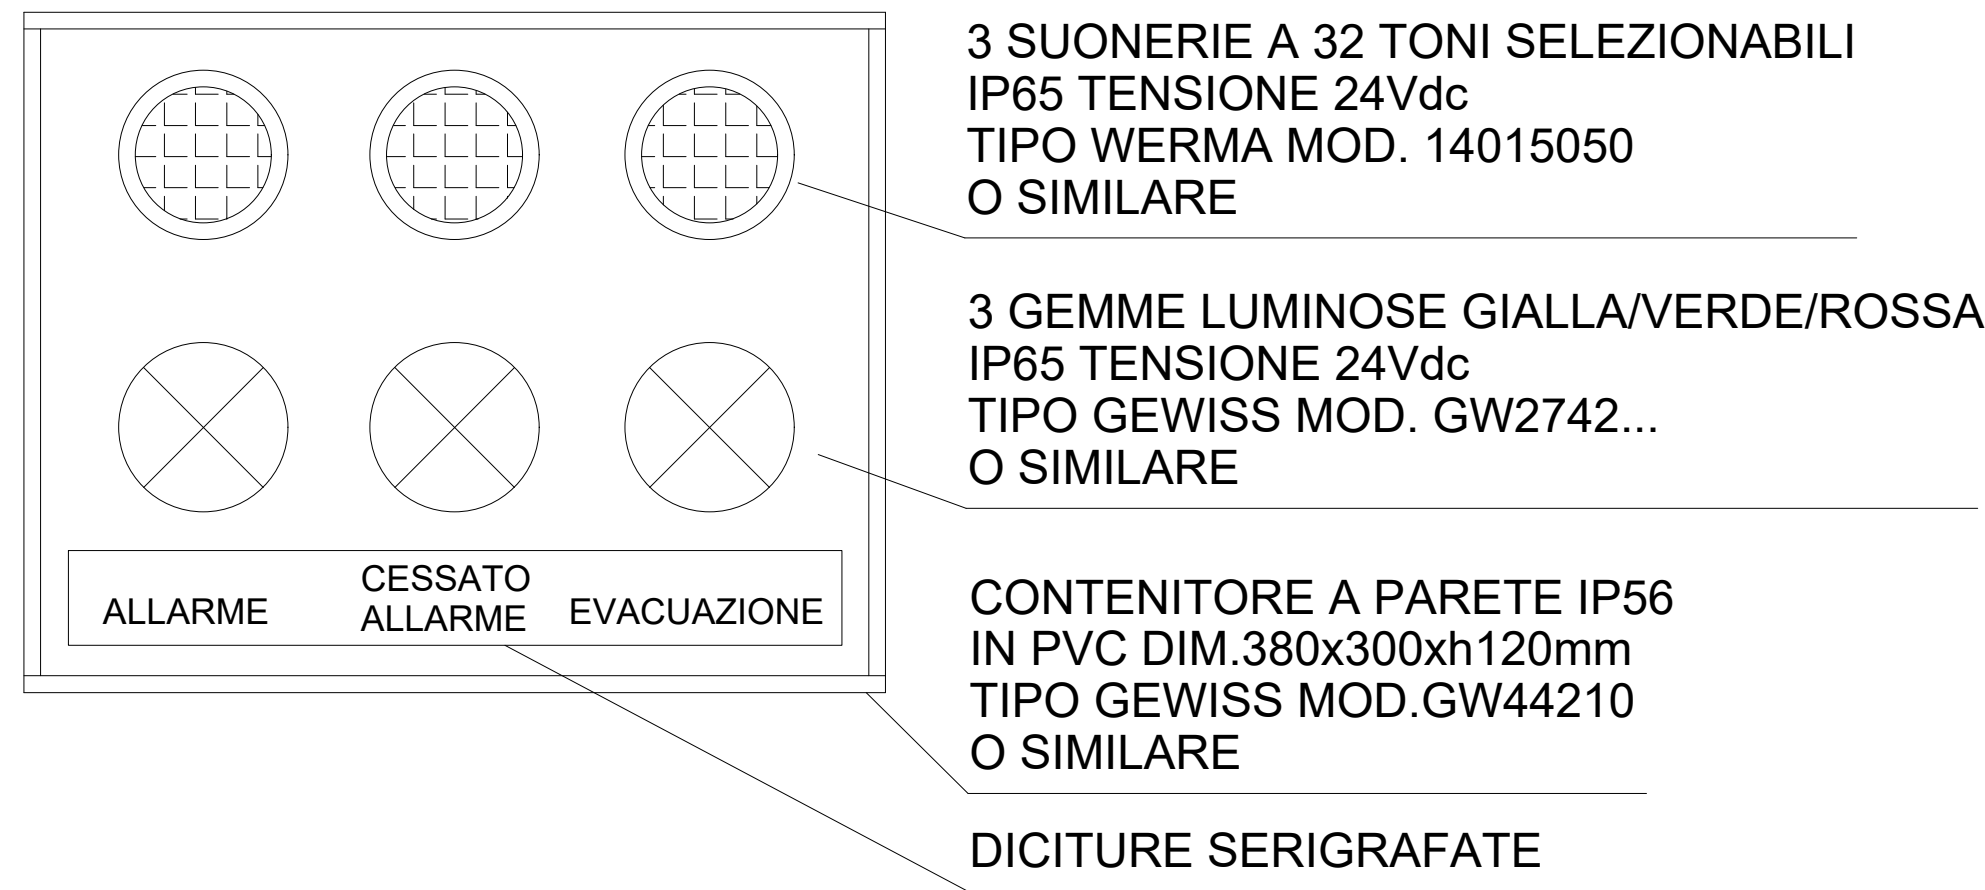 3 SUONERIE A 32 TONI SELEZIONABILI
IP65 TENSIONE 24Vdc
TIPO WERMA MOD. 14015050
O SIMILARE
3 GEMME LUMINOSE GIALLA/VERDE/ROSSA
IP65 TENSIONE 24Vdc
TIPO GEWISS MOD. GW2742...
O SIMILARE
ALLARME
CESSATO
ALLARME
EVACUAZIONE
CONTENITORE A PARETE IP56
IN PVC DIM.380x300xh120mm
TIPO GEWISS MOD.GW44210
O SIMILARE
DICITURE SERIGRAFATE